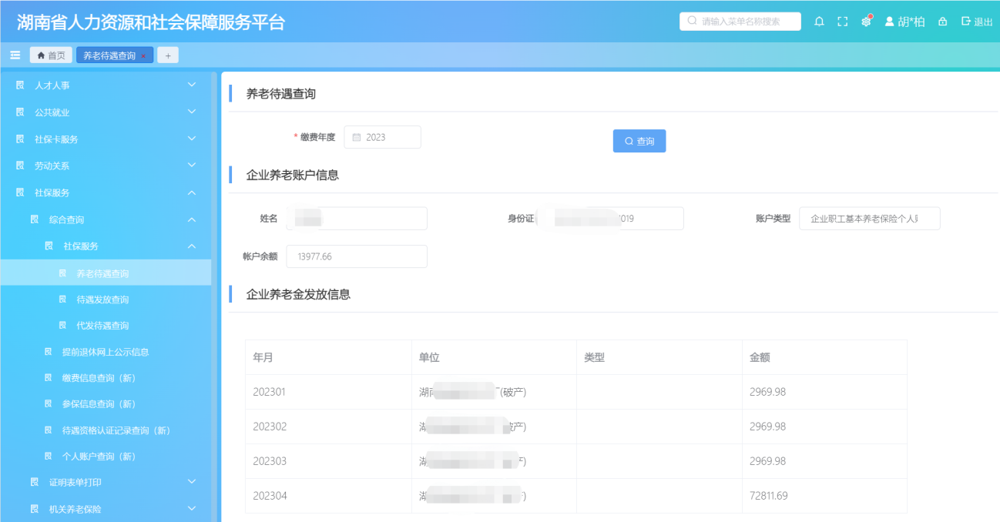 湖南省人力资源和社会保障服务平台
请输入菜单名称搜索
胡*柏
退出
首页
养老待遇查询 ×
+
人才人事
公共就业
社保卡服务
劳动关系
社保服务
综合查询
社保服务
养老待遇查询
待遇发放查询
代发待遇查询
提前退休网上公示信息
缴费信息查询（新）
参保信息查询（新）
待遇资格认证记录查询（新）
个人账户查询（新）
证明表单打印
机关养老保险
养老待遇查询
* 缴费年度 2023
查询
企业养老账户信息
姓名
身份证 019
账户类型 企业职工基本养老保险个人
帐户余额 13977.66
企业养老金发放信息
年月 单位 类型 金额
202301 湖 (破产) 2969.98
202302 产) 2969.98
202303 ) 2969.98
202304 ) 72811.69